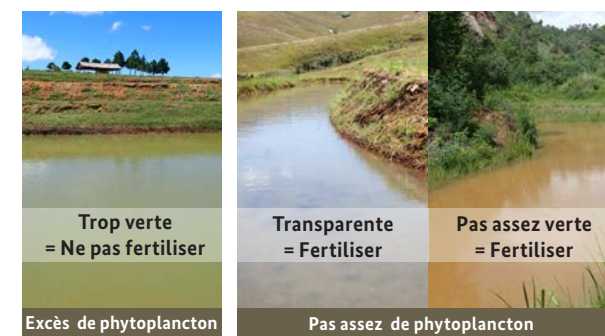 Trop verte
= Ne pas fertiliser
Excès de phytoplancton
Transparente
= Fertiliser
Pas assez verte
= Fertiliser
Pas assez de phytoplancton